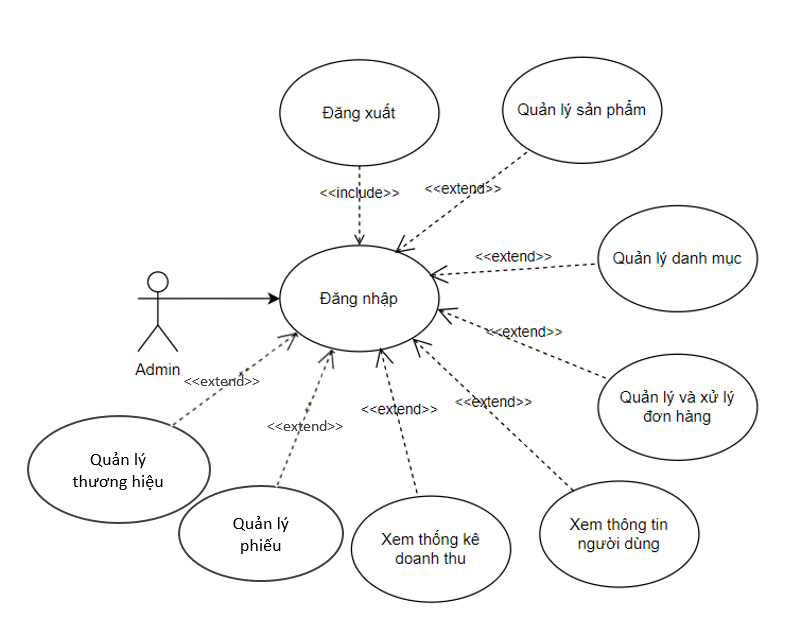 Đăng xuất
Quản lý sản phẩm
<<include>>
<<extend>>
<<extend>>
Quản lý danh mục
Đăng nhập
<<extend>>
Admin
<<extend>>
<<extend>>
<<extend>>
<<extend>>
Quản lý và xử lý
đơn hàng
Quản lý
thương hiệu
Quản lý
phiếu
Xem thống kê
doanh thu
Xem thông tin
người dùng